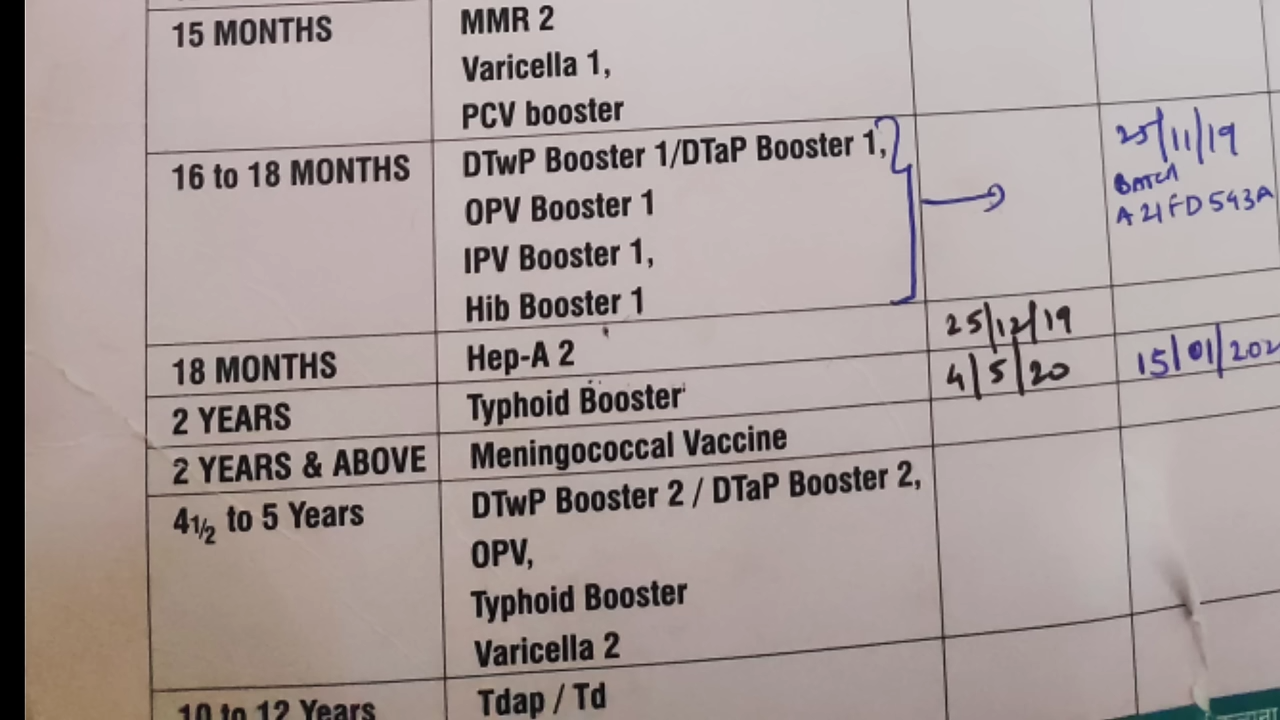 15 MONTHS
MMR 2
Varicella 1,
PCV booster
16 to 18 MONTHS
DTwP Booster 1/DTaP Booster 1,
OPV Booster 1
IPV Booster 1,
Hib Booster 1
25/11/19
BATCH
A21FD543A
18 MONTHS
Hep-A 2
25/12/19
2 YEARS
Typhoid Booster
4/5/20
15/01/202
2 YEARS & ABOVE
Meningococcal Vaccine
4 1/2 to 5 Years
DTwP Booster 2 / DTaP Booster 2,
OPV,
Typhoid Booster
Varicella 2
10 to 12 Years
Tdap / Td